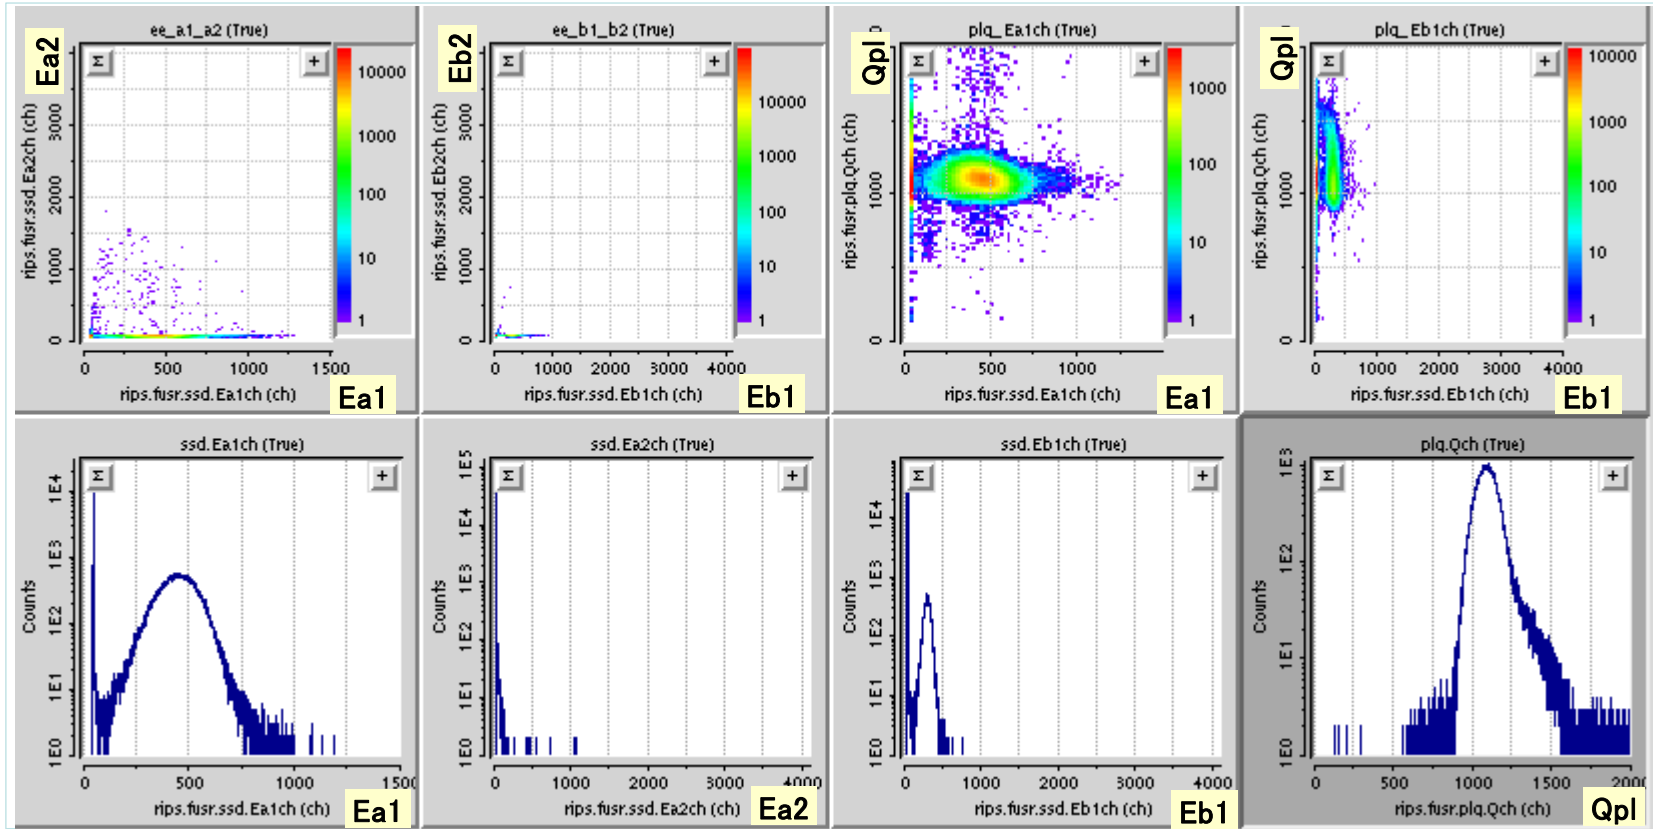 ee_a1_a2 (True)
Ea2
Σ
+
rips.fusr.ssd.Ea2ch (ch)
0
1000
2000
3000
10000
1000
100
10
1
0
500
1000
1500
rips.fusr.ssd.Ea1ch (ch)
Ea1
ee_b1_b2 (True)
Eb2
Σ
+
rips.fusr.ssd.Eb2ch (ch)
0
1000
2000
3000
10000
1000
100
10
1
0
1000
2000
3000
4000
rips.fusr.ssd.Eb1ch (ch)
Eb1
plq_Ea1ch (True)
Qpl
Σ
+
rips.fusr.plq.Qch (ch)
0
1000
1000
100
10
1
0
500
1000
rips.fusr.ssd.Ea1ch (ch)
Ea1
plq_Eb1ch (True)
Qpl
Σ
+
rips.fusr.plq.Qch (ch)
0
1000
10000
1000
100
10
1
0
1000
2000
3000
4000
rips.fusr.ssd.Eb1ch (ch)
Eb1
ssd.Ea1ch (True)
Σ
+
Counts
1E0
1E1
1E2
1E3
1E4
0
500
1000
1500
rips.fusr.ssd.Ea1ch (ch)
Ea1
ssd.Ea2ch (True)
Σ
+
Counts
1E0
1E1
1E2
1E3
1E4
1E5
0
1000
2000
3000
4000
rips.fusr.ssd.Ea2ch (ch)
Ea2
ssd.Eb1ch (True)
Σ
+
Counts
1E0
1E1
1E2
1E3
1E4
0
1000
2000
3000
4000
rips.fusr.ssd.Eb1ch (ch)
Eb1
plq.Qch (True)
Σ
+
Counts
1E0
1E1
1E2
1E3
0
500
1000
1500
2000
rips.fusr.plq.Qch (ch)
Qpl